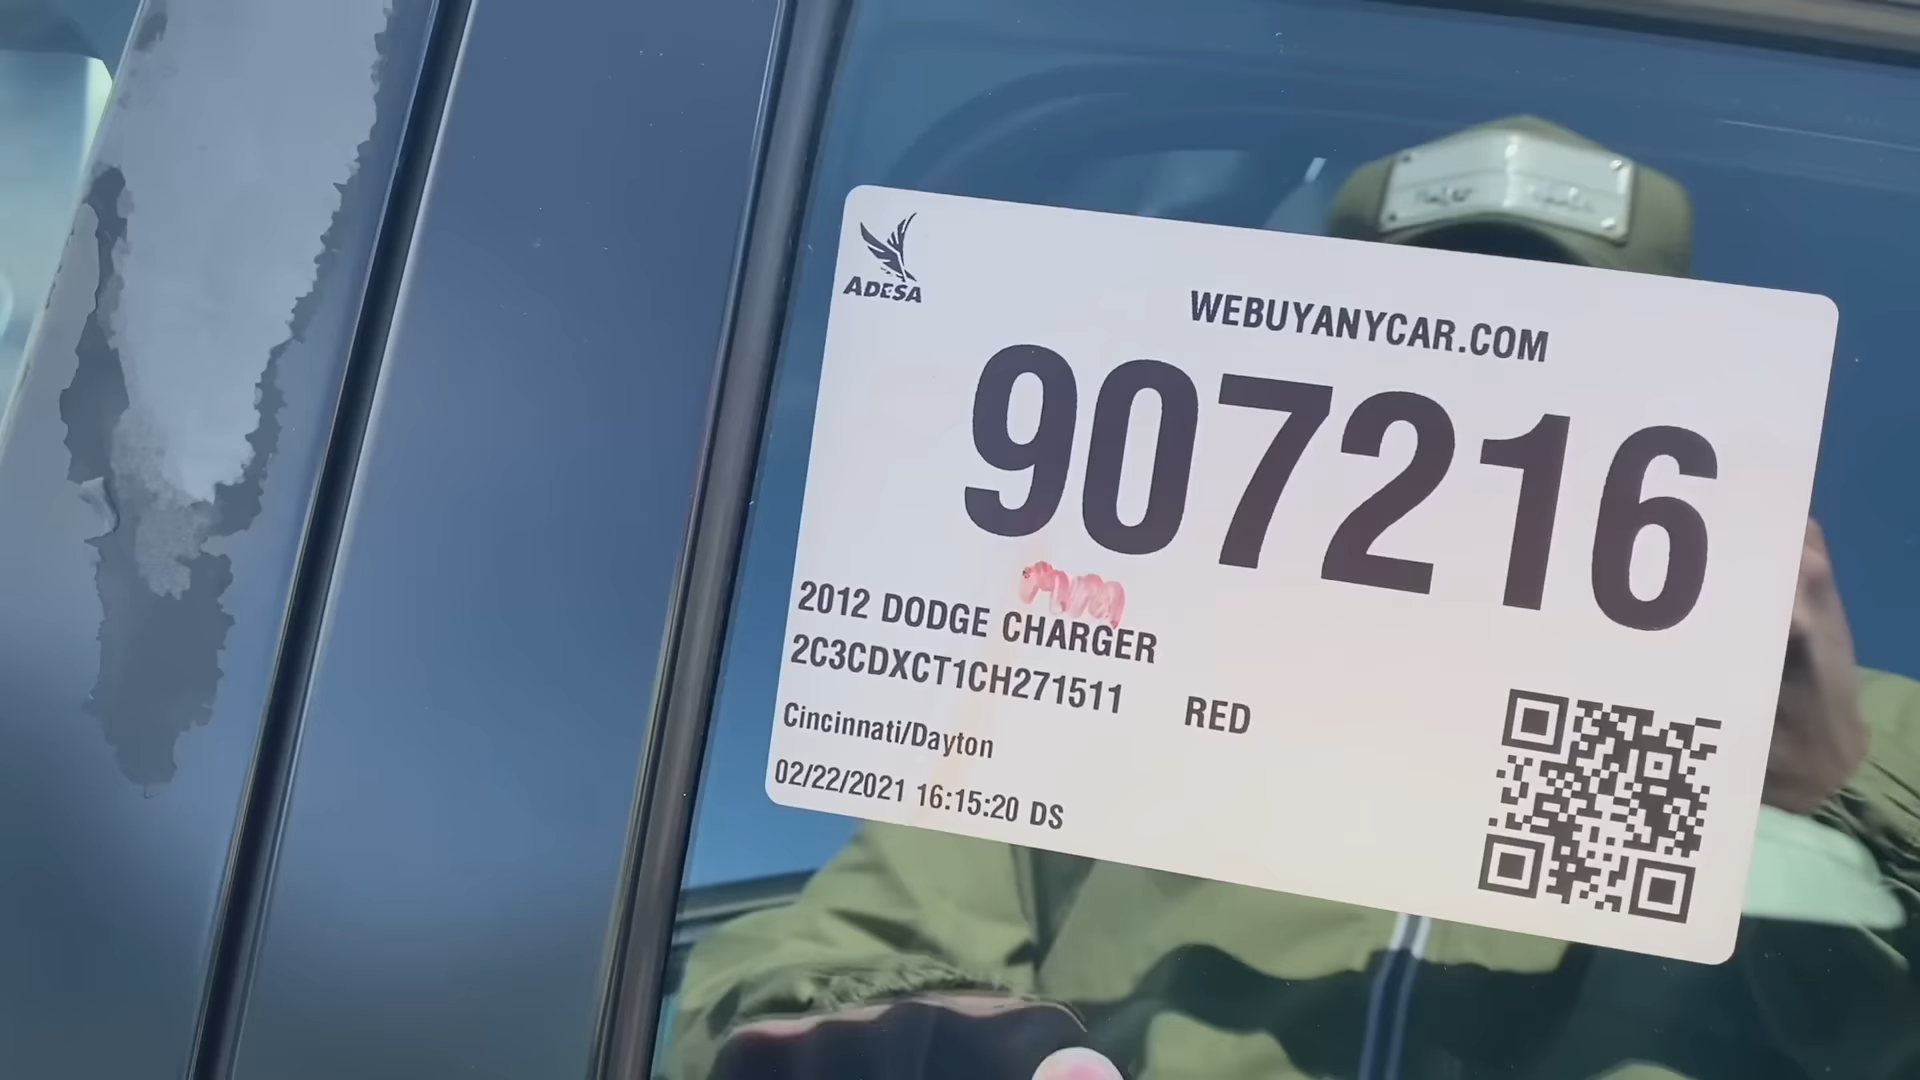 ADESA
WEBUYANYCAR.COM
907216
2012 DODGE CHARGER
2C3CDXCT1CH271511 RED
Cincinnati/Dayton
02/22/2021 16:15:20 DS